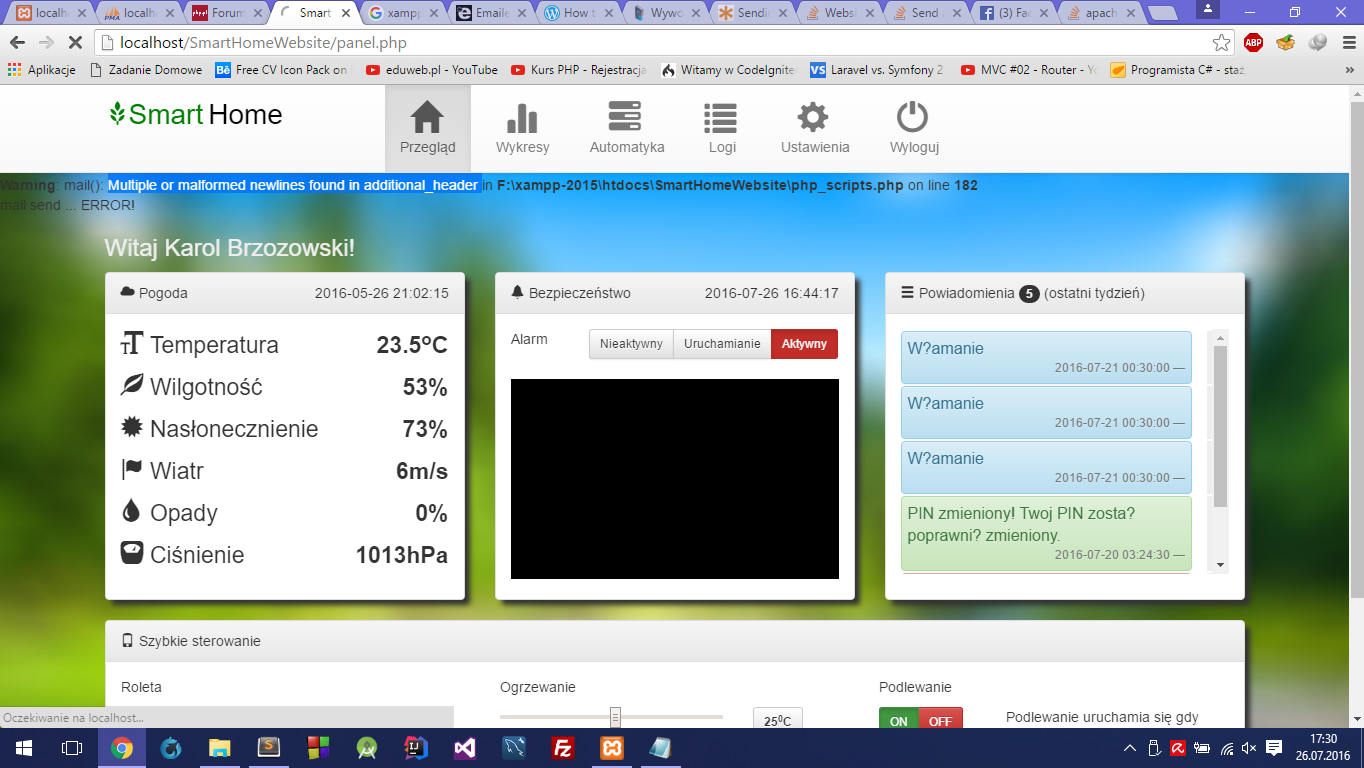 localh
localh
Forum
Smart
xampp
Emaile
How t
Wywo
Sendi
Websi
Send a
(3) Fac
apach
localhost/SmartHomeWebsite/panel.php
Aplikacje
Zadanie Domowe
Free CV Icon Pack on
eduweb.pl - YouTube
Kurs PHP - Rejestracja
Witamy w CodeIgnite
Laravel vs. Symfony 2
MVC #02 - Router - Yo
Programista C# - staż
»
Smart Home
Przegląd
Wykresy
Automatyka
Logi
Ustawienia
Wyloguj
Warning: mail(): Multiple or malformed newlines found in additional_header in F:\xampp-2015\htdocs\SmartHomeWebsite\php_scripts.php on line 182
mail send ... ERROR!
Witaj Karol Brzozowski!
Pogoda 2016-05-26 21:02:15
Temperatura 23.5°C
Wilgotność 53%
Nasłonecznienie 73%
Wiatr 6m/s
Opady 0%
Ciśnienie 1013hPa
Bezpieczeństwo 2016-07-26 16:44:17
Alarm Nieaktywny Uruchamianie Aktywny
Powiadomienia 5 (ostatni tydzień)
W?amanie
2016-07-21 00:30:00 —
W?amanie
2016-07-21 00:30:00 —
W?amanie
2016-07-21 00:30:00 —
PIN zmieniony! Twoj PIN zosta?
poprawni? zmieniony.
2016-07-20 03:24:30 —
Szybkie sterowanie
Roleta
Ogrzewanie
25⁰C
Podlewanie
ON OFF
Podlewanie uruchamia się gdy
Oczekiwanie na localhost...
17:30
26.07.2016